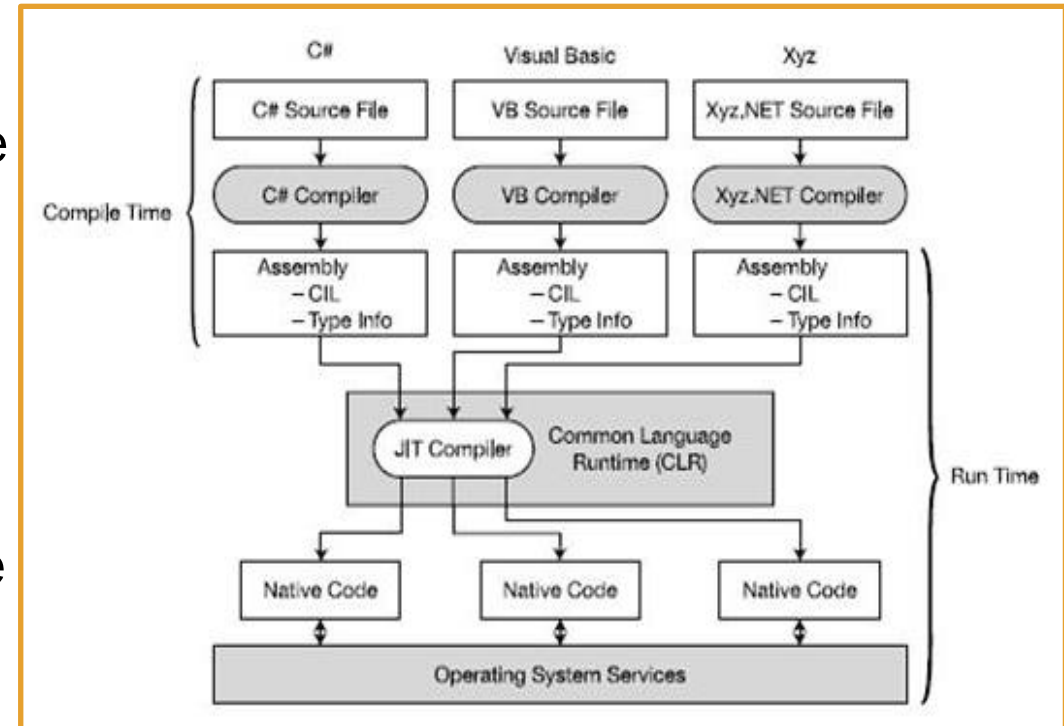 C#
Visual Basic
Xyz
C# Source File
VB Source File
Xyz.NET Source File
e
C# Compiler
VB Compiler
Xyz.NET Compiler
Compile Time
Assembly
– CIL
– Type Info
Assembly
– CIL
– Type Info
Assembly
– CIL
– Type Info
JIT Compiler
Common Language
Runtime (CLR)
Run Time
e
Native Code
Native Code
Native Code
Operating System Services